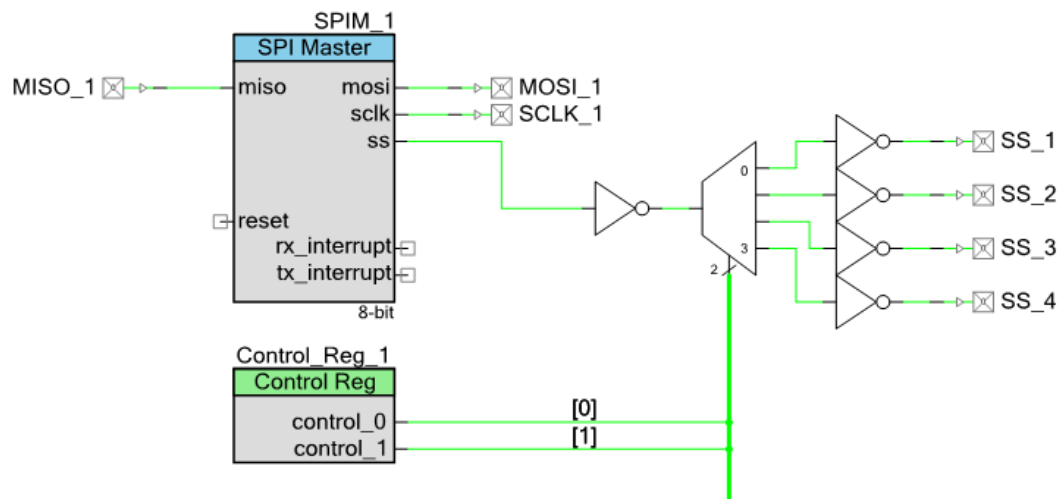 SPIM_1
SPI Master
MISO_1
miso
mosi
MOSI_1
sclk
SCLK_1
ss
reset
rx_interrupt
tx_interrupt
8-bit
0
3
2
SS_1
SS_2
SS_3
SS_4
Control_Reg_1
Control Reg
control_0
[0]
control_1
[1]